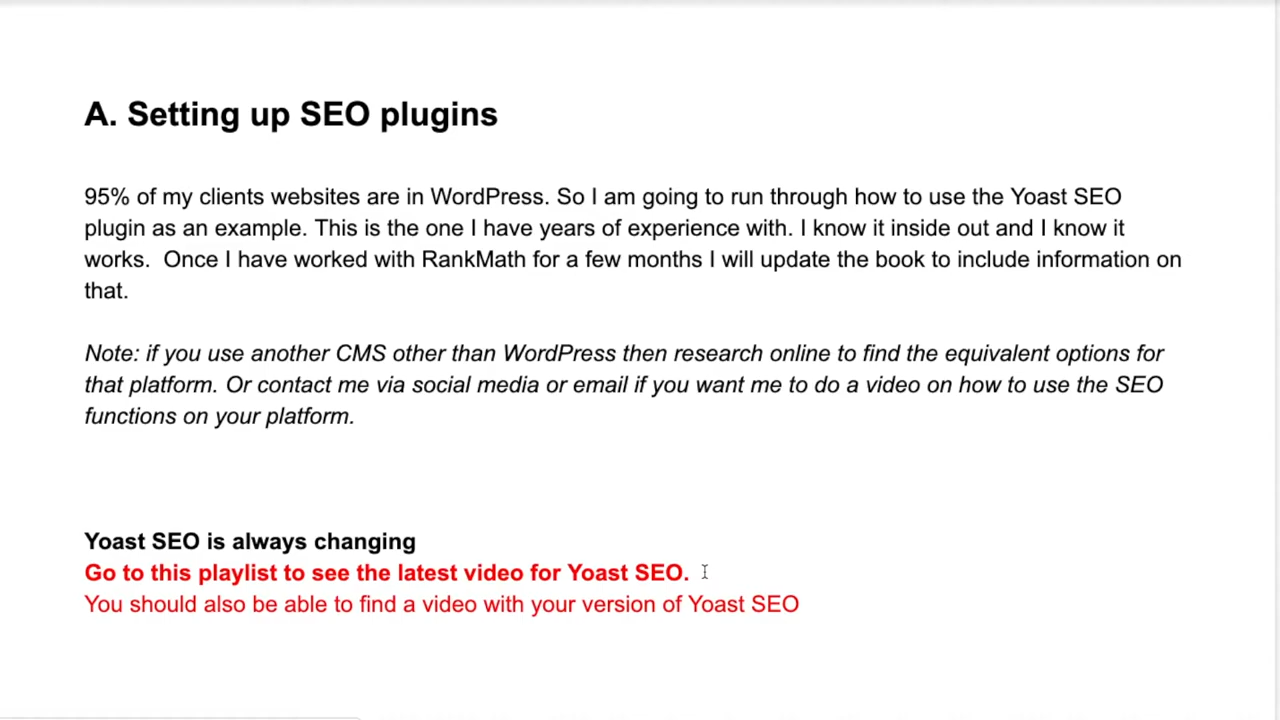 A. Setting up SEO plugins
95% of my clients websites are in WordPress. So I am going to run through how to use the Yoast SEO
plugin as an example. This is the one I have years of experience with. I know it inside out and I know it
works.  Once I have worked with RankMath for a few months I will update the book to include information on
that.
Note: if you use another CMS other than WordPress then research online to find the equivalent options for
that platform. Or contact me via social media or email if you want me to do a video on how to use the SEO
functions on your platform.
Yoast SEO is always changing
Go to this playlist to see the latest video for Yoast SEO.
You should also be able to find a video with your version of Yoast SEO